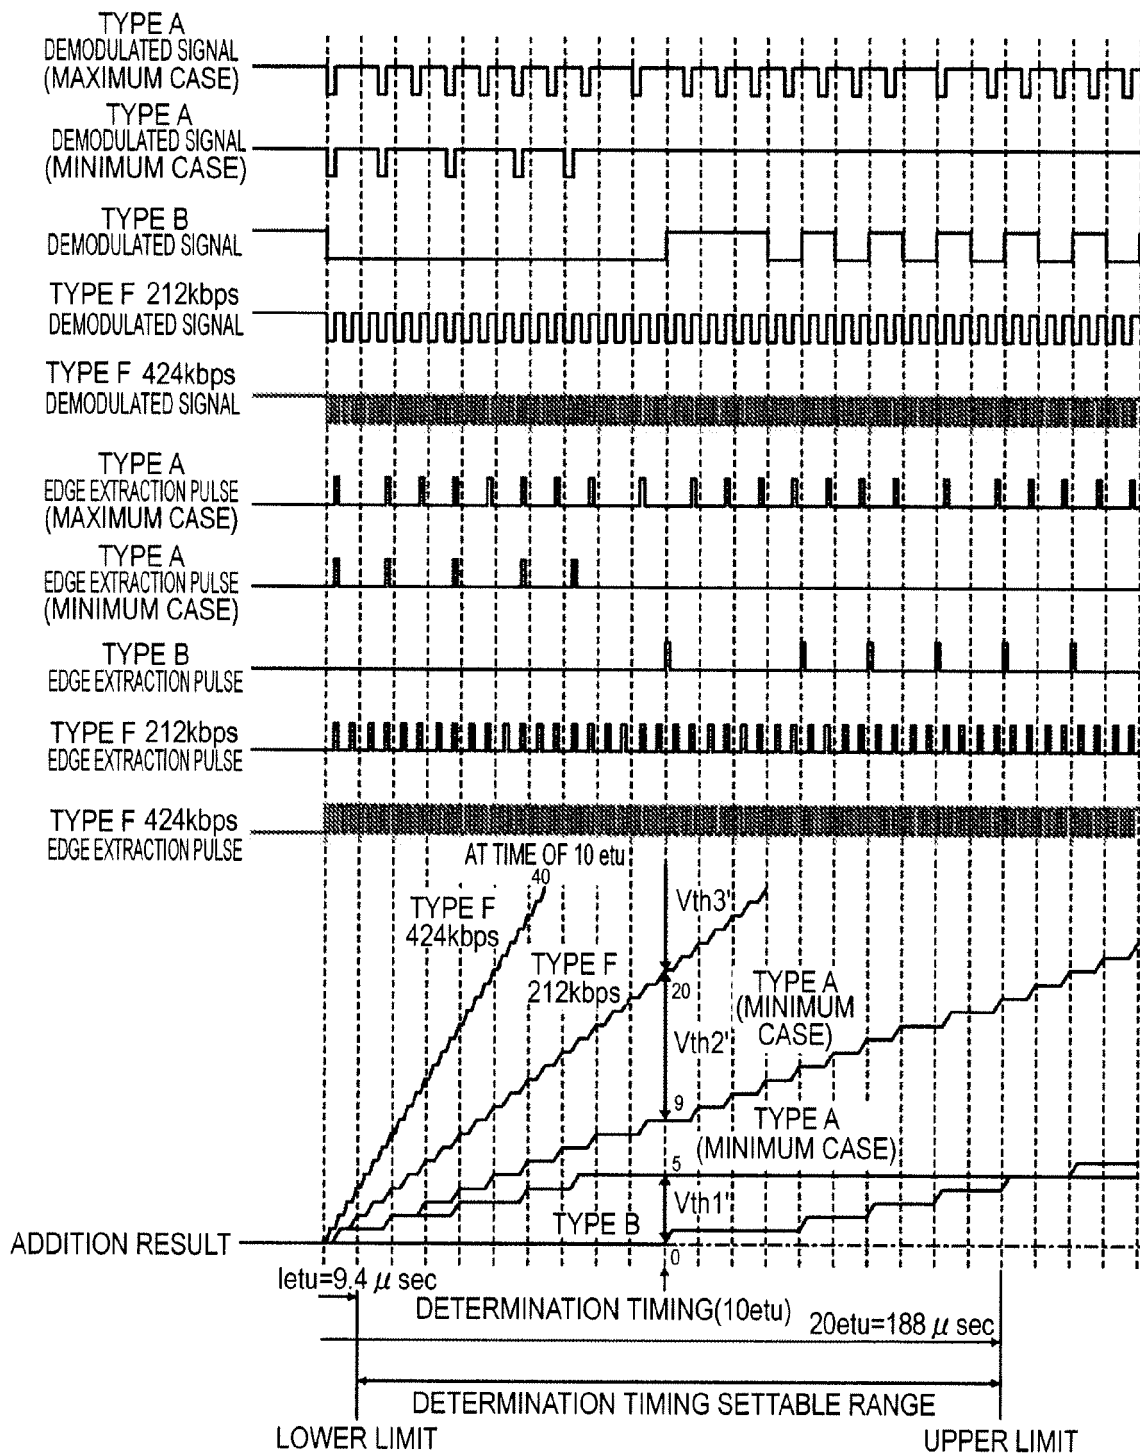 TYPE A
DEMODULATED SIGNAL
(MAXIMUM CASE)
TYPE A
DEMODULATED SIGNAL
(MINIMUM CASE)
TYPE B
DEMODULATED SIGNAL
TYPE F 212kbps
DEMODULATED SIGNAL
TYPE F 424kbps
DEMODULATED SIGNAL
TYPE A
EDGE EXTRACTION PULSE
(MAXIMUM CASE)
TYPE A
EDGE EXTRACTION PULSE
(MINIMUM CASE)
TYPE B
EDGE EXTRACTION PULSE
TYPE F 212kbps
EDGE EXTRACTION PULSE
TYPE F 424kbps
EDGE EXTRACTION PULSE
AT TIME OF 10 etu
40
TYPE F
424kbps
Vth3'
TYPE F
212kbps
20
TYPE A
(MINIMUM
CASE)
Vth2'
9
TYPE A
(MINIMUM CASE)
5
Vth1'
TYPE B
ADDITION RESULT
0
letu=9.4 μ sec
DETERMINATION TIMING(10etu)
20etu=188 μ sec
DETERMINATION TIMING SETTABLE RANGE
LOWER LIMIT
UPPER LIMIT